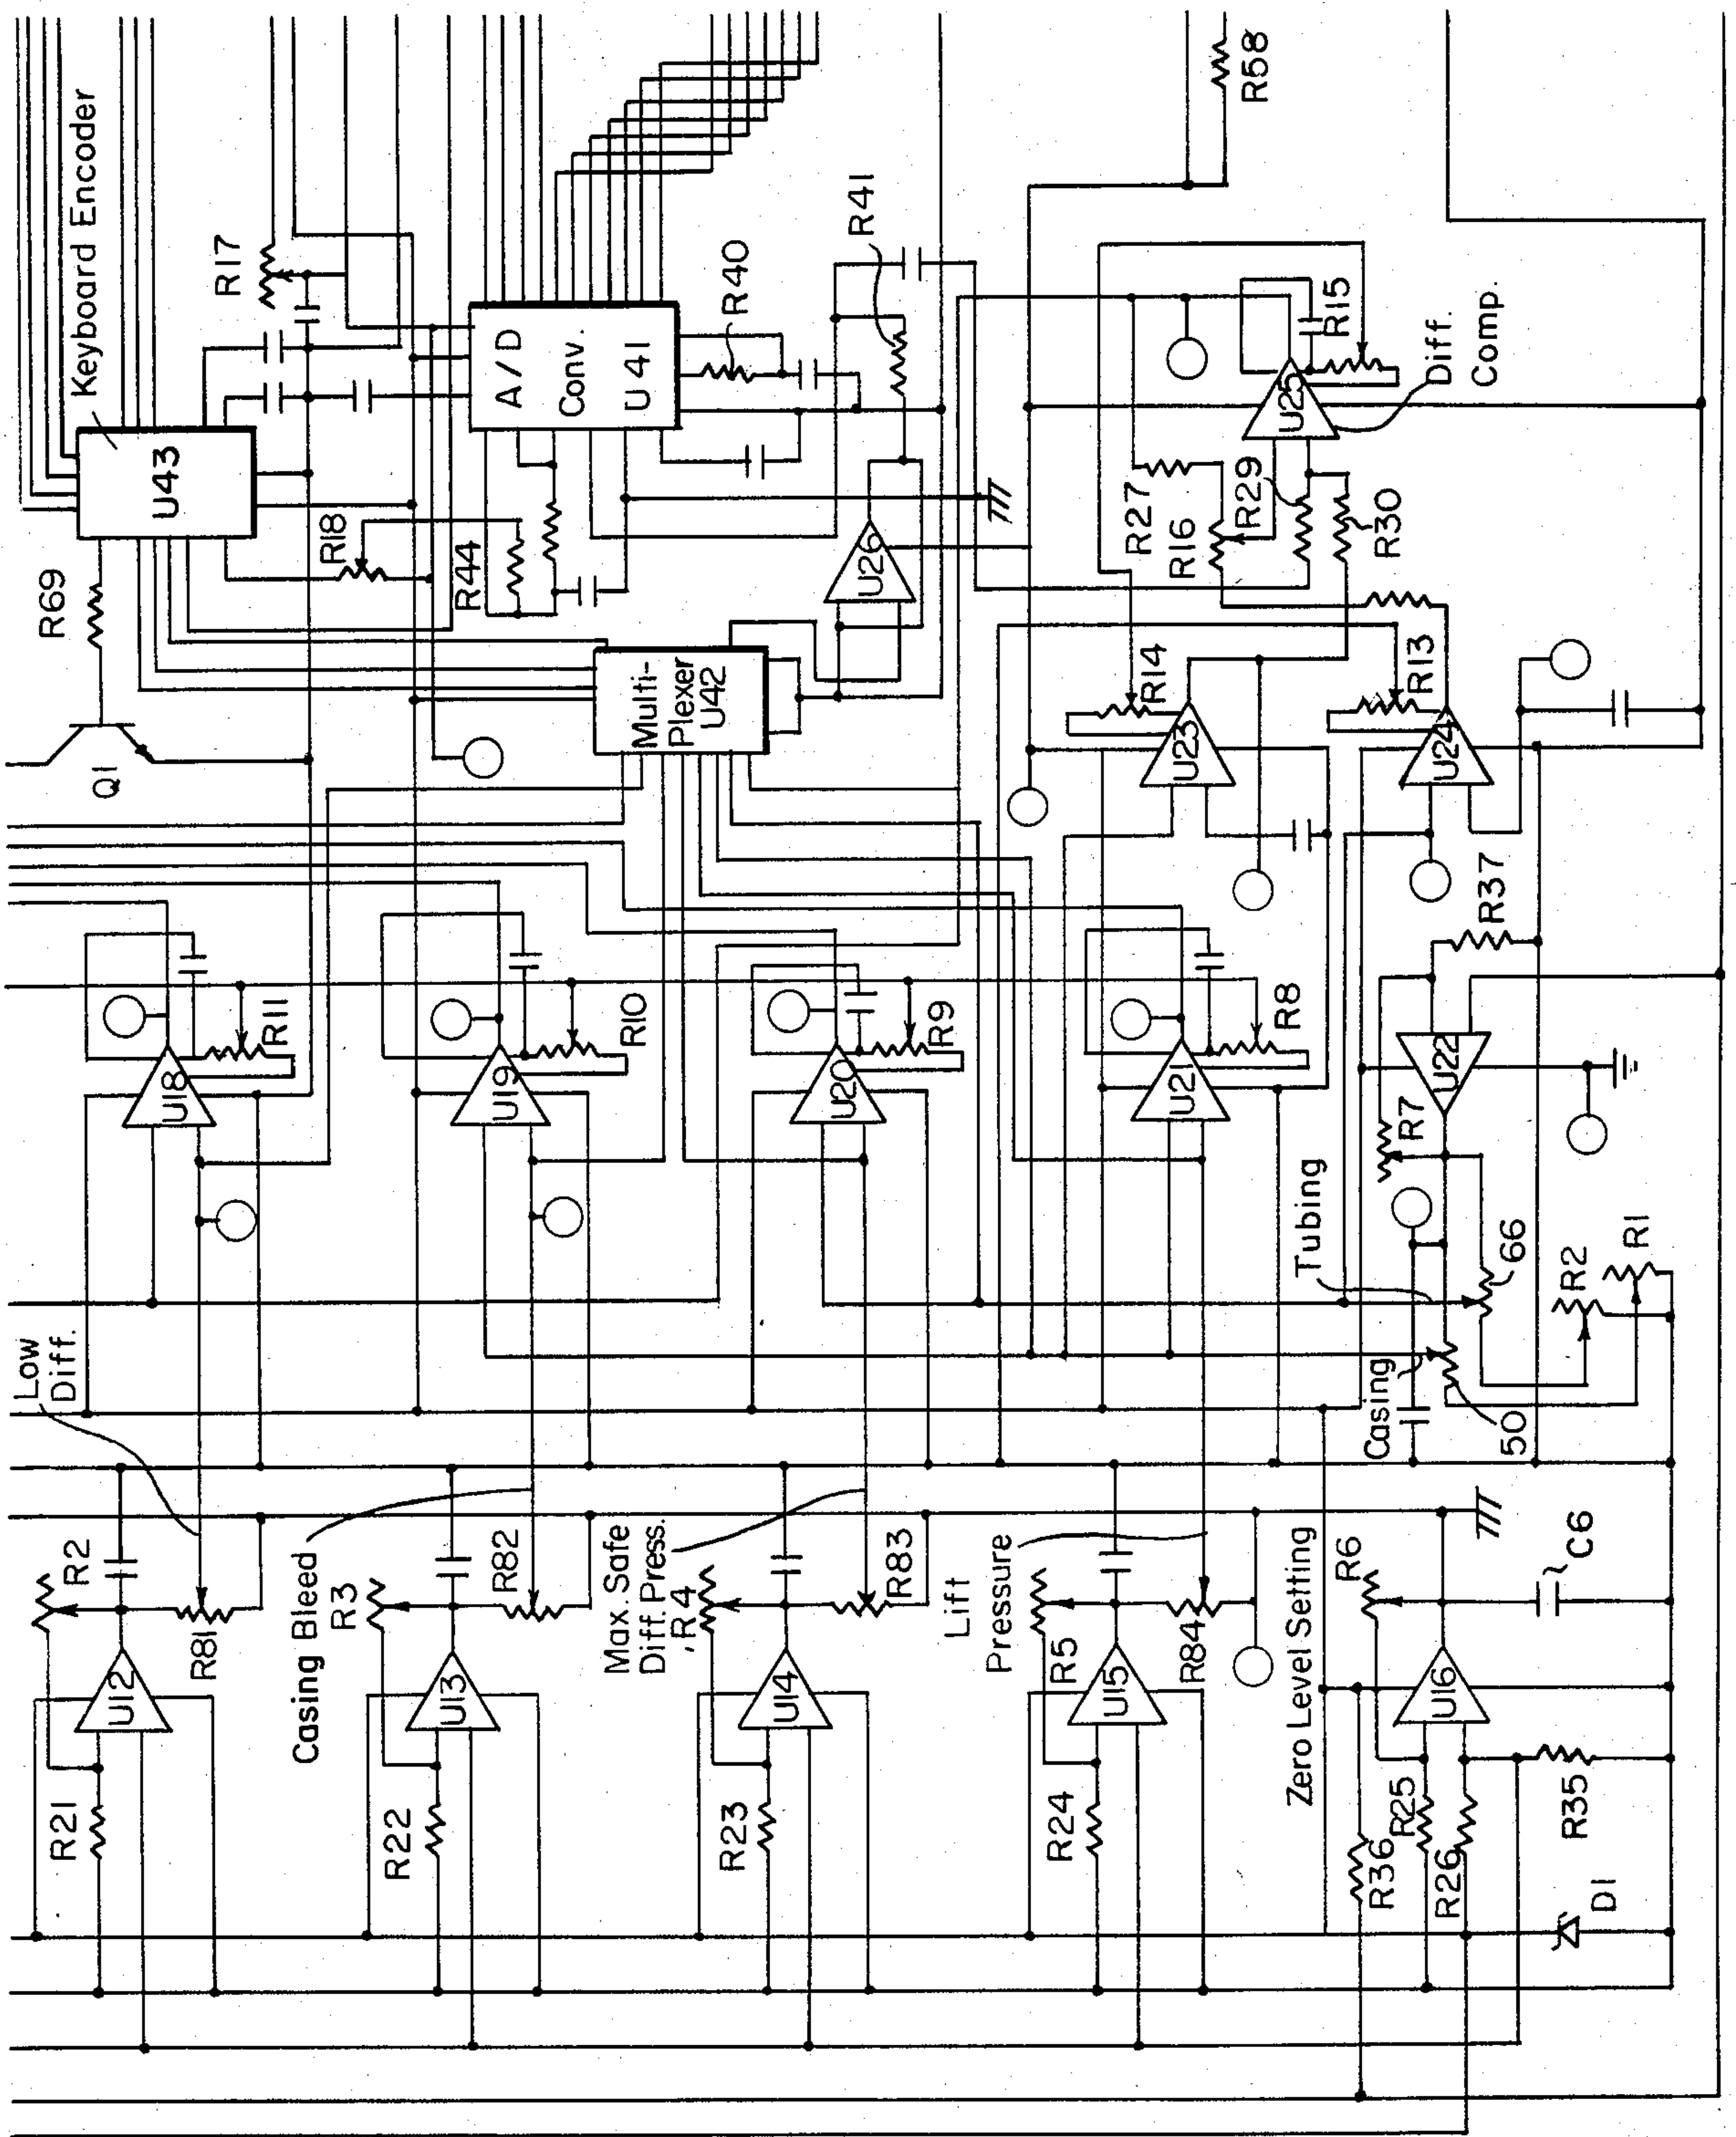 Keyboard Encoder
R17
U43
R69
Q1
R18
R44
A/D
Conv.
U41
R40
R41
R58
Multi-
Plexer
U42
U26
R27
R16
R29
R30
U25
R15
Diff.
Comp.
R14
U23
R13
U24
R37
U18
R11
U19
R10
U20
R9
U21
R8
U22
R7
Tubing
66
R2
R1
Casing
50
Low
Diff.
R2
U12
R81
R21
Casing Bleed
R3
R82
U13
R22
Max. Safe
Diff. Press.
R4
R83
U14
R23
Lift
Pressure
R5
R84
U15
R24
Zero Level Setting
R6
C6
U16
R36
R25
R26
R35
D1